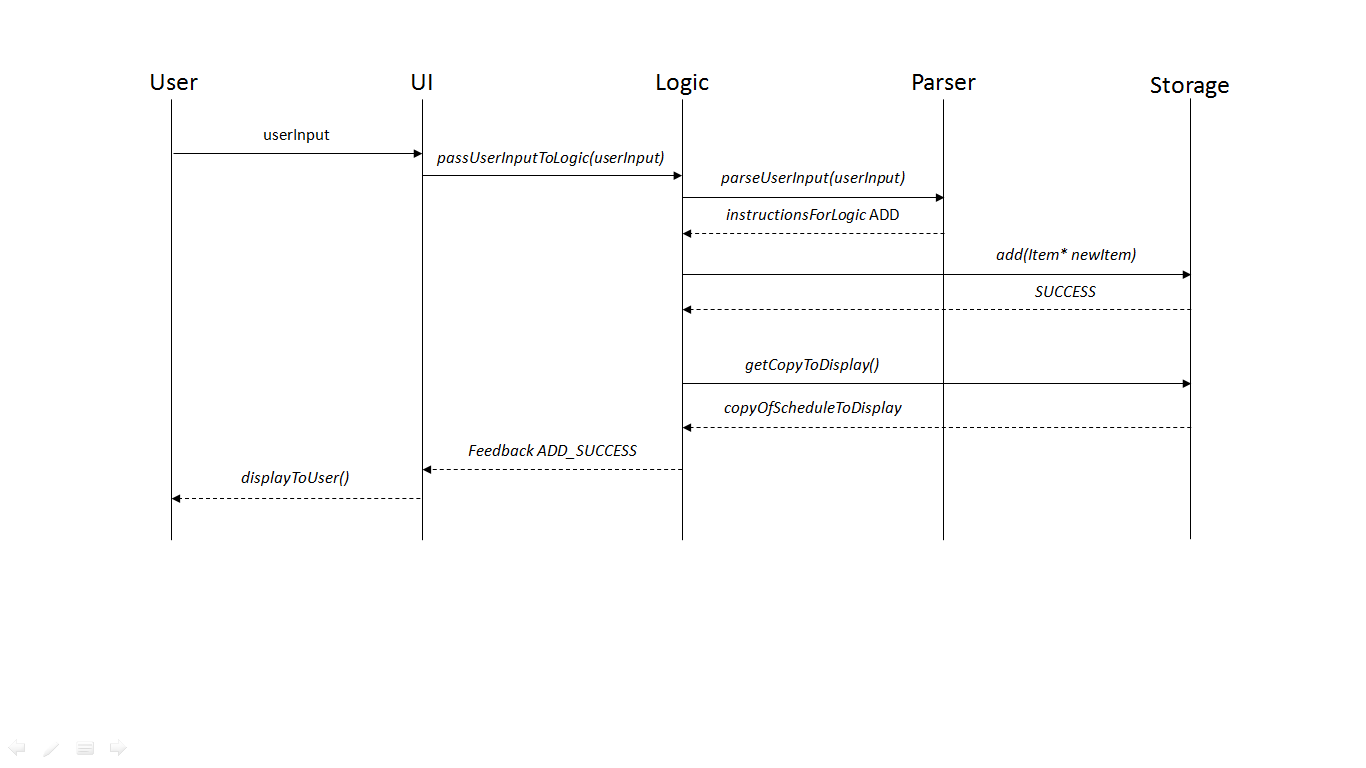 User
UI
Logic
Parser
Storage
userInput
passUserInputToLogic(userInput)
parseUserInput(userInput)
instructionsForLogic ADD
add(Item* newItem)
SUCCESS
getCopyToDisplay()
copyOfScheduleToDisplay
Feedback ADD_SUCCESS
displayToUser()